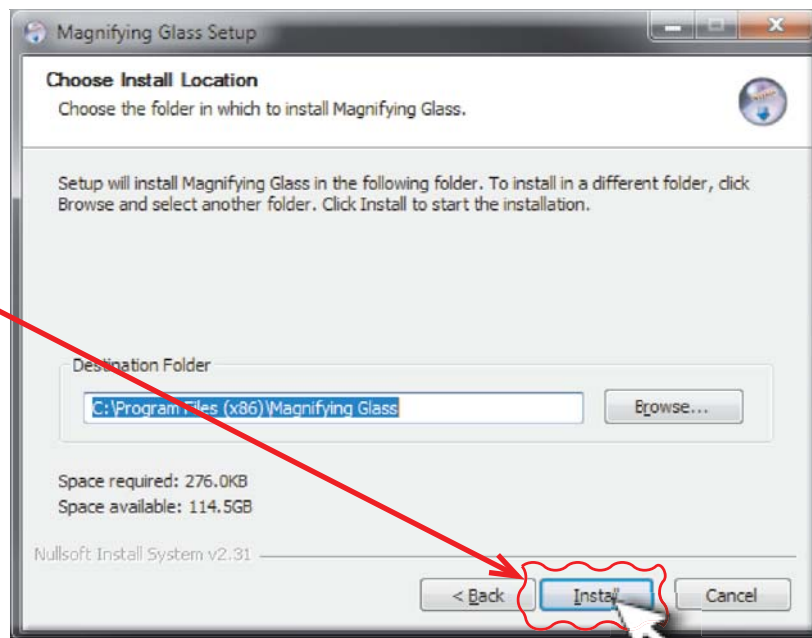 Magnifying Glass Setup
Choose Install Location
Choose the folder in which to install Magnifying Glass.
Setup will install Magnifying Glass in the following folder. To install in a different folder, click
Browse and select another folder. Click Install to start the installation.
Destination Folder
C:\Program Files (x86)\Magnifying Glass
Browse...
Space required: 276.0KB
Space available: 114.5GB
Nullsoft Install System v2.31
< Back
Install
Cancel